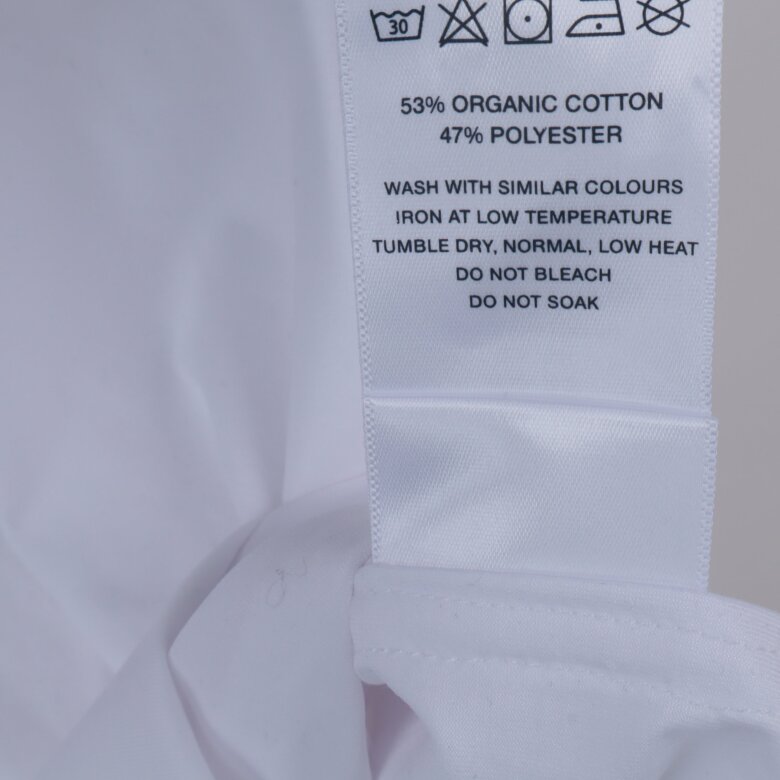 30
53% ORGANIC COTTON
47% POLYESTER
WASH WITH SIMILAR COLOURS
IRON AT LOW TEMPERATURE
TUMBLE DRY, NORMAL, LOW HEAT
DO NOT BLEACH
DO NOT SOAK